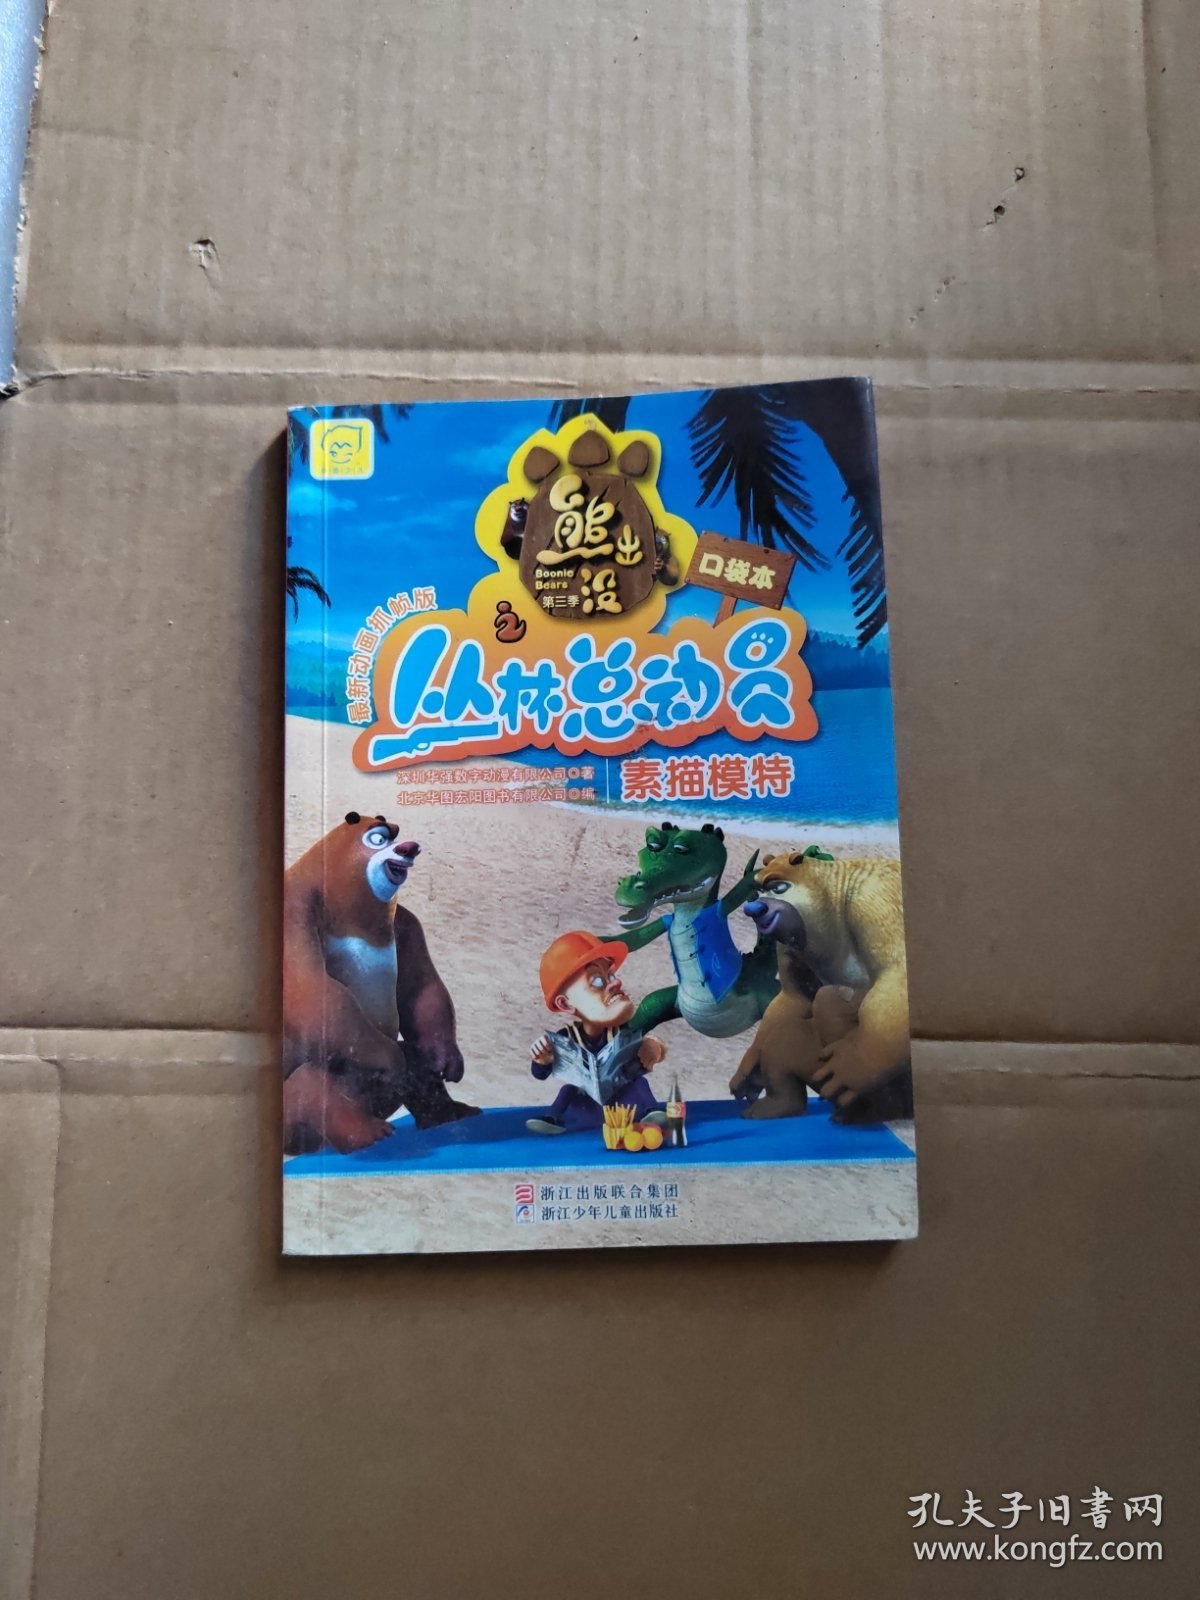 熊出没
Boonie
Bears
第三季
口袋本
最新动画抓帧版
之
丛林总动员
深圳华强数字动漫有限公司◎著
北京华图宏阳图书有限公司◎编
素描模特
浙江出版联合集团
浙江少年儿童出版社
孔夫子旧书网
www.kongfz.com